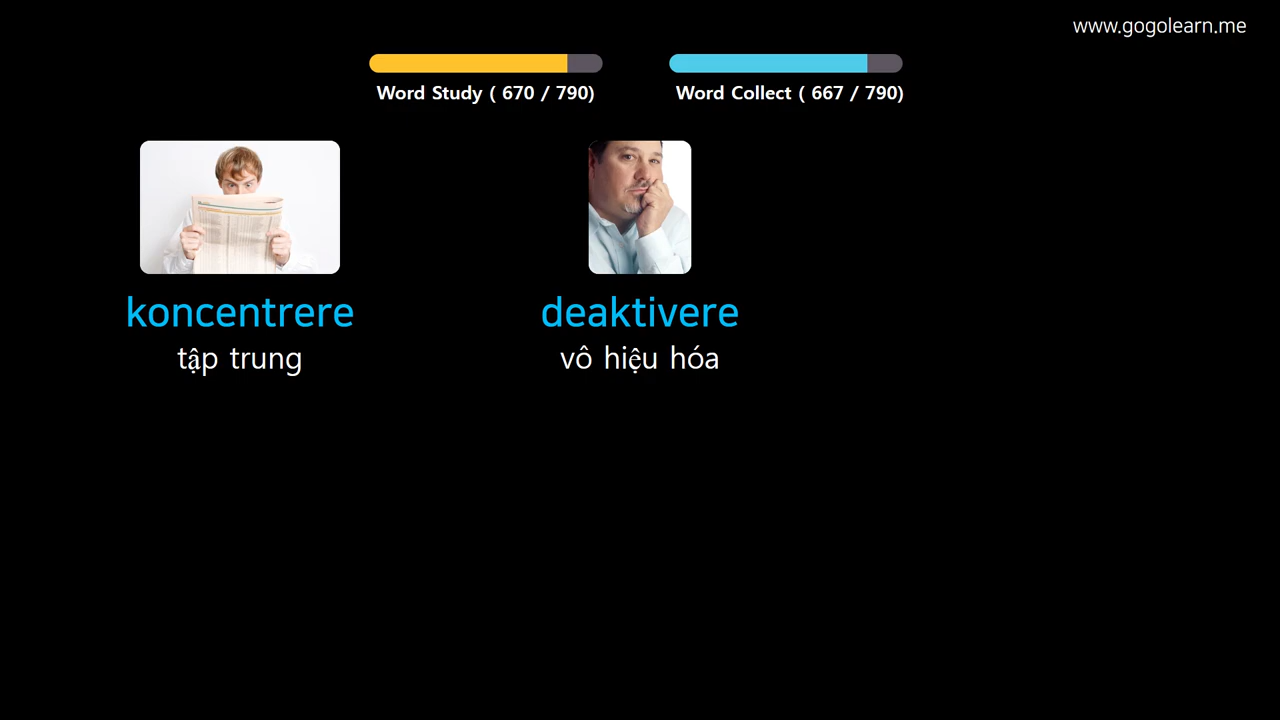 www.gogolearn.me
Word Study ( 670 / 790)
Word Collect ( 667 / 790)
koncentrere
tập trung
deaktivere
vô hiệu hóa